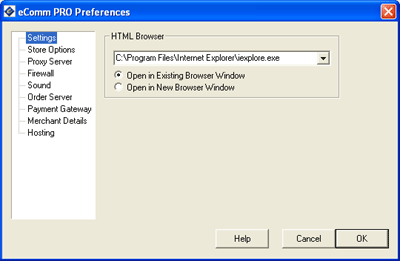 eComm PRO Preferences
Settings
Store Options
Proxy Server
Firewall
Sound
Order Server
Payment Gateway
Merchant Details
Hosting
HTML Browser
C:\Program Files\Internet Explorer\iexplore.exe
Open in Existing Browser Window
Open in New Browser Window
Help
Cancel
OK